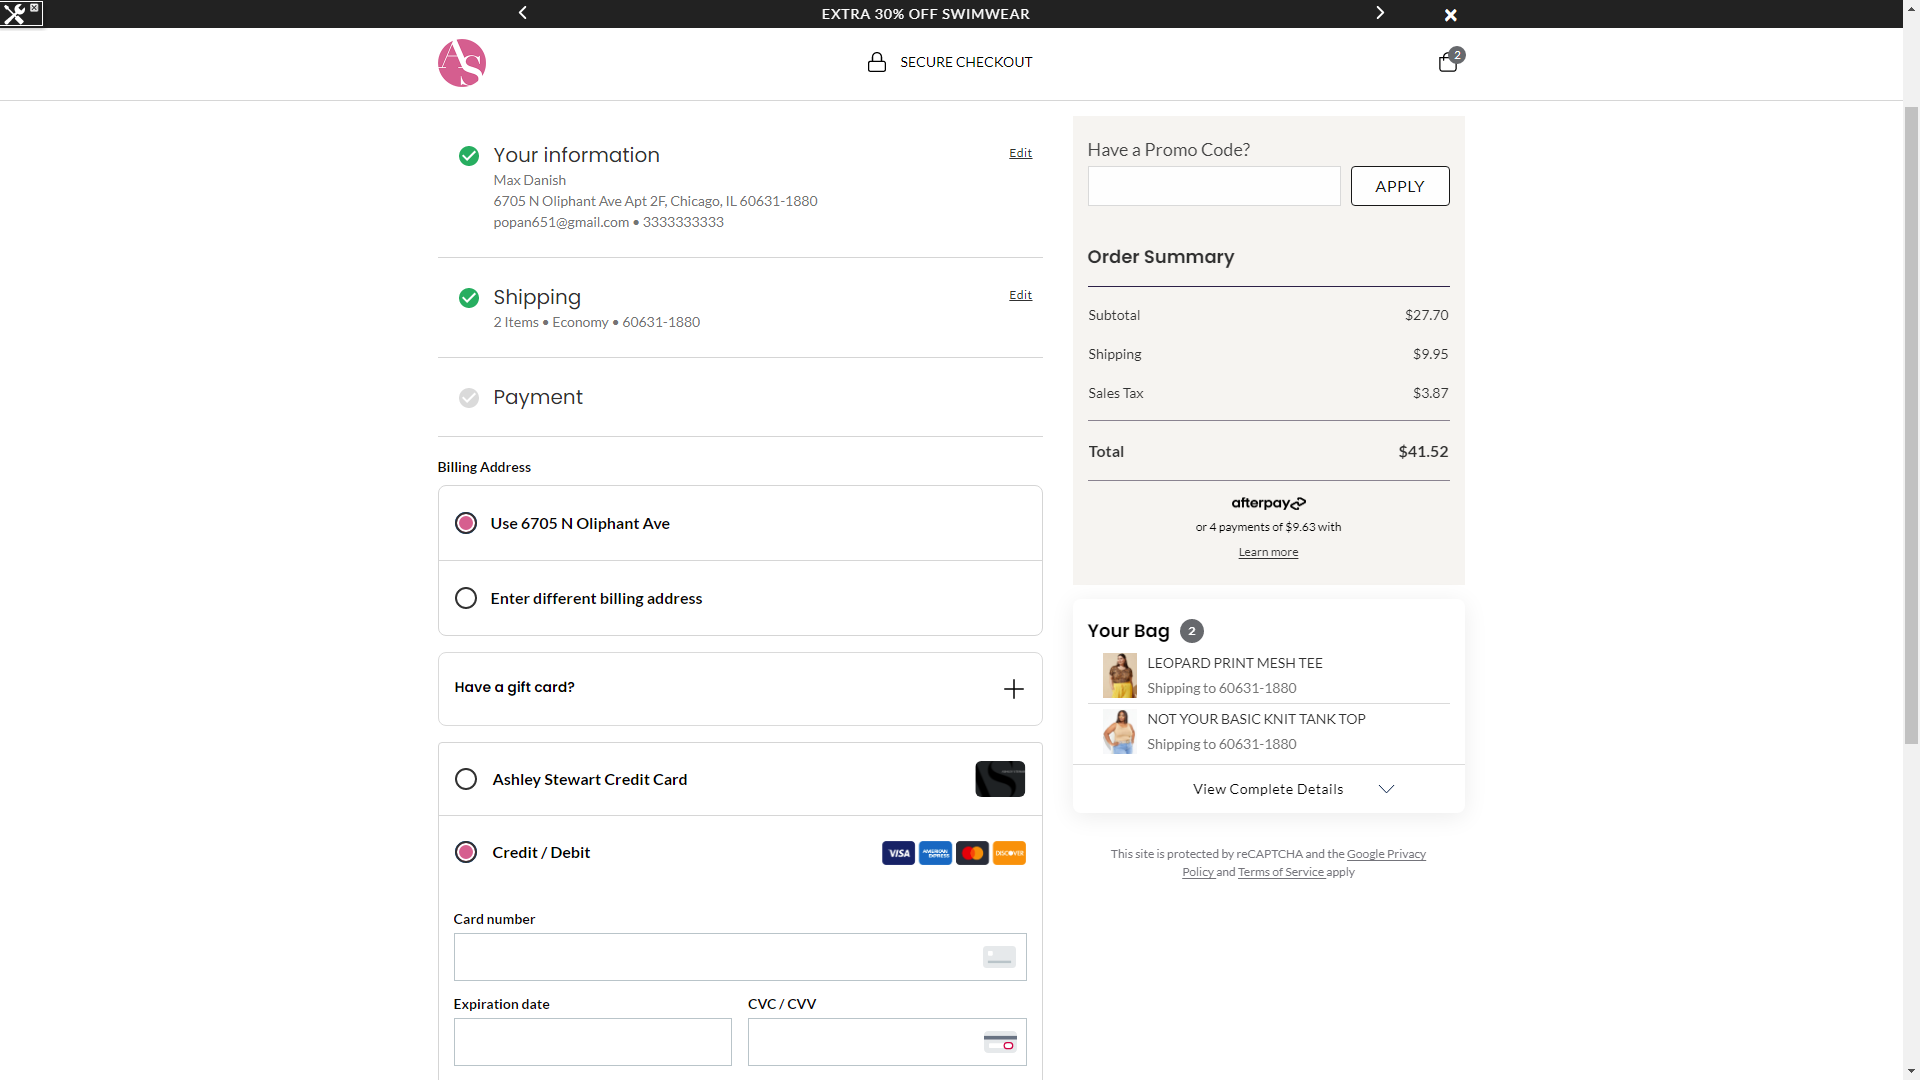 EXTRA 30% OFF SWIMWEAR
AS
SECURE CHECKOUT
2
Your information
Edit
Max Danish
6705 N Oliphant Ave Apt 2F, Chicago, IL 60631-1880
popan651@gmail.com • 3333333333
Shipping
Edit
2 Items • Economy • 60631-1880
Payment
Billing Address
Use 6705 N Oliphant Ave
Enter different billing address
Have a gift card?
Ashley Stewart Credit Card
Credit / Debit
VISA
AMERICAN EXPRESS
DISCOVER
Card number
Expiration date
CVC / CVV
Have a Promo Code?
APPLY
Order Summary
Subtotal $27.70
Shipping $9.95
Sales Tax $3.87
Total $41.52
afterpay
or 4 payments of $9.63 with
Learn more
Your Bag 2
LEOPARD PRINT MESH TEE
Shipping to 60631-1880
NOT YOUR BASIC KNIT TANK TOP
Shipping to 60631-1880
View Complete Details
This site is protected by reCAPTCHA and the Google Privacy
Policy and Terms of Service apply